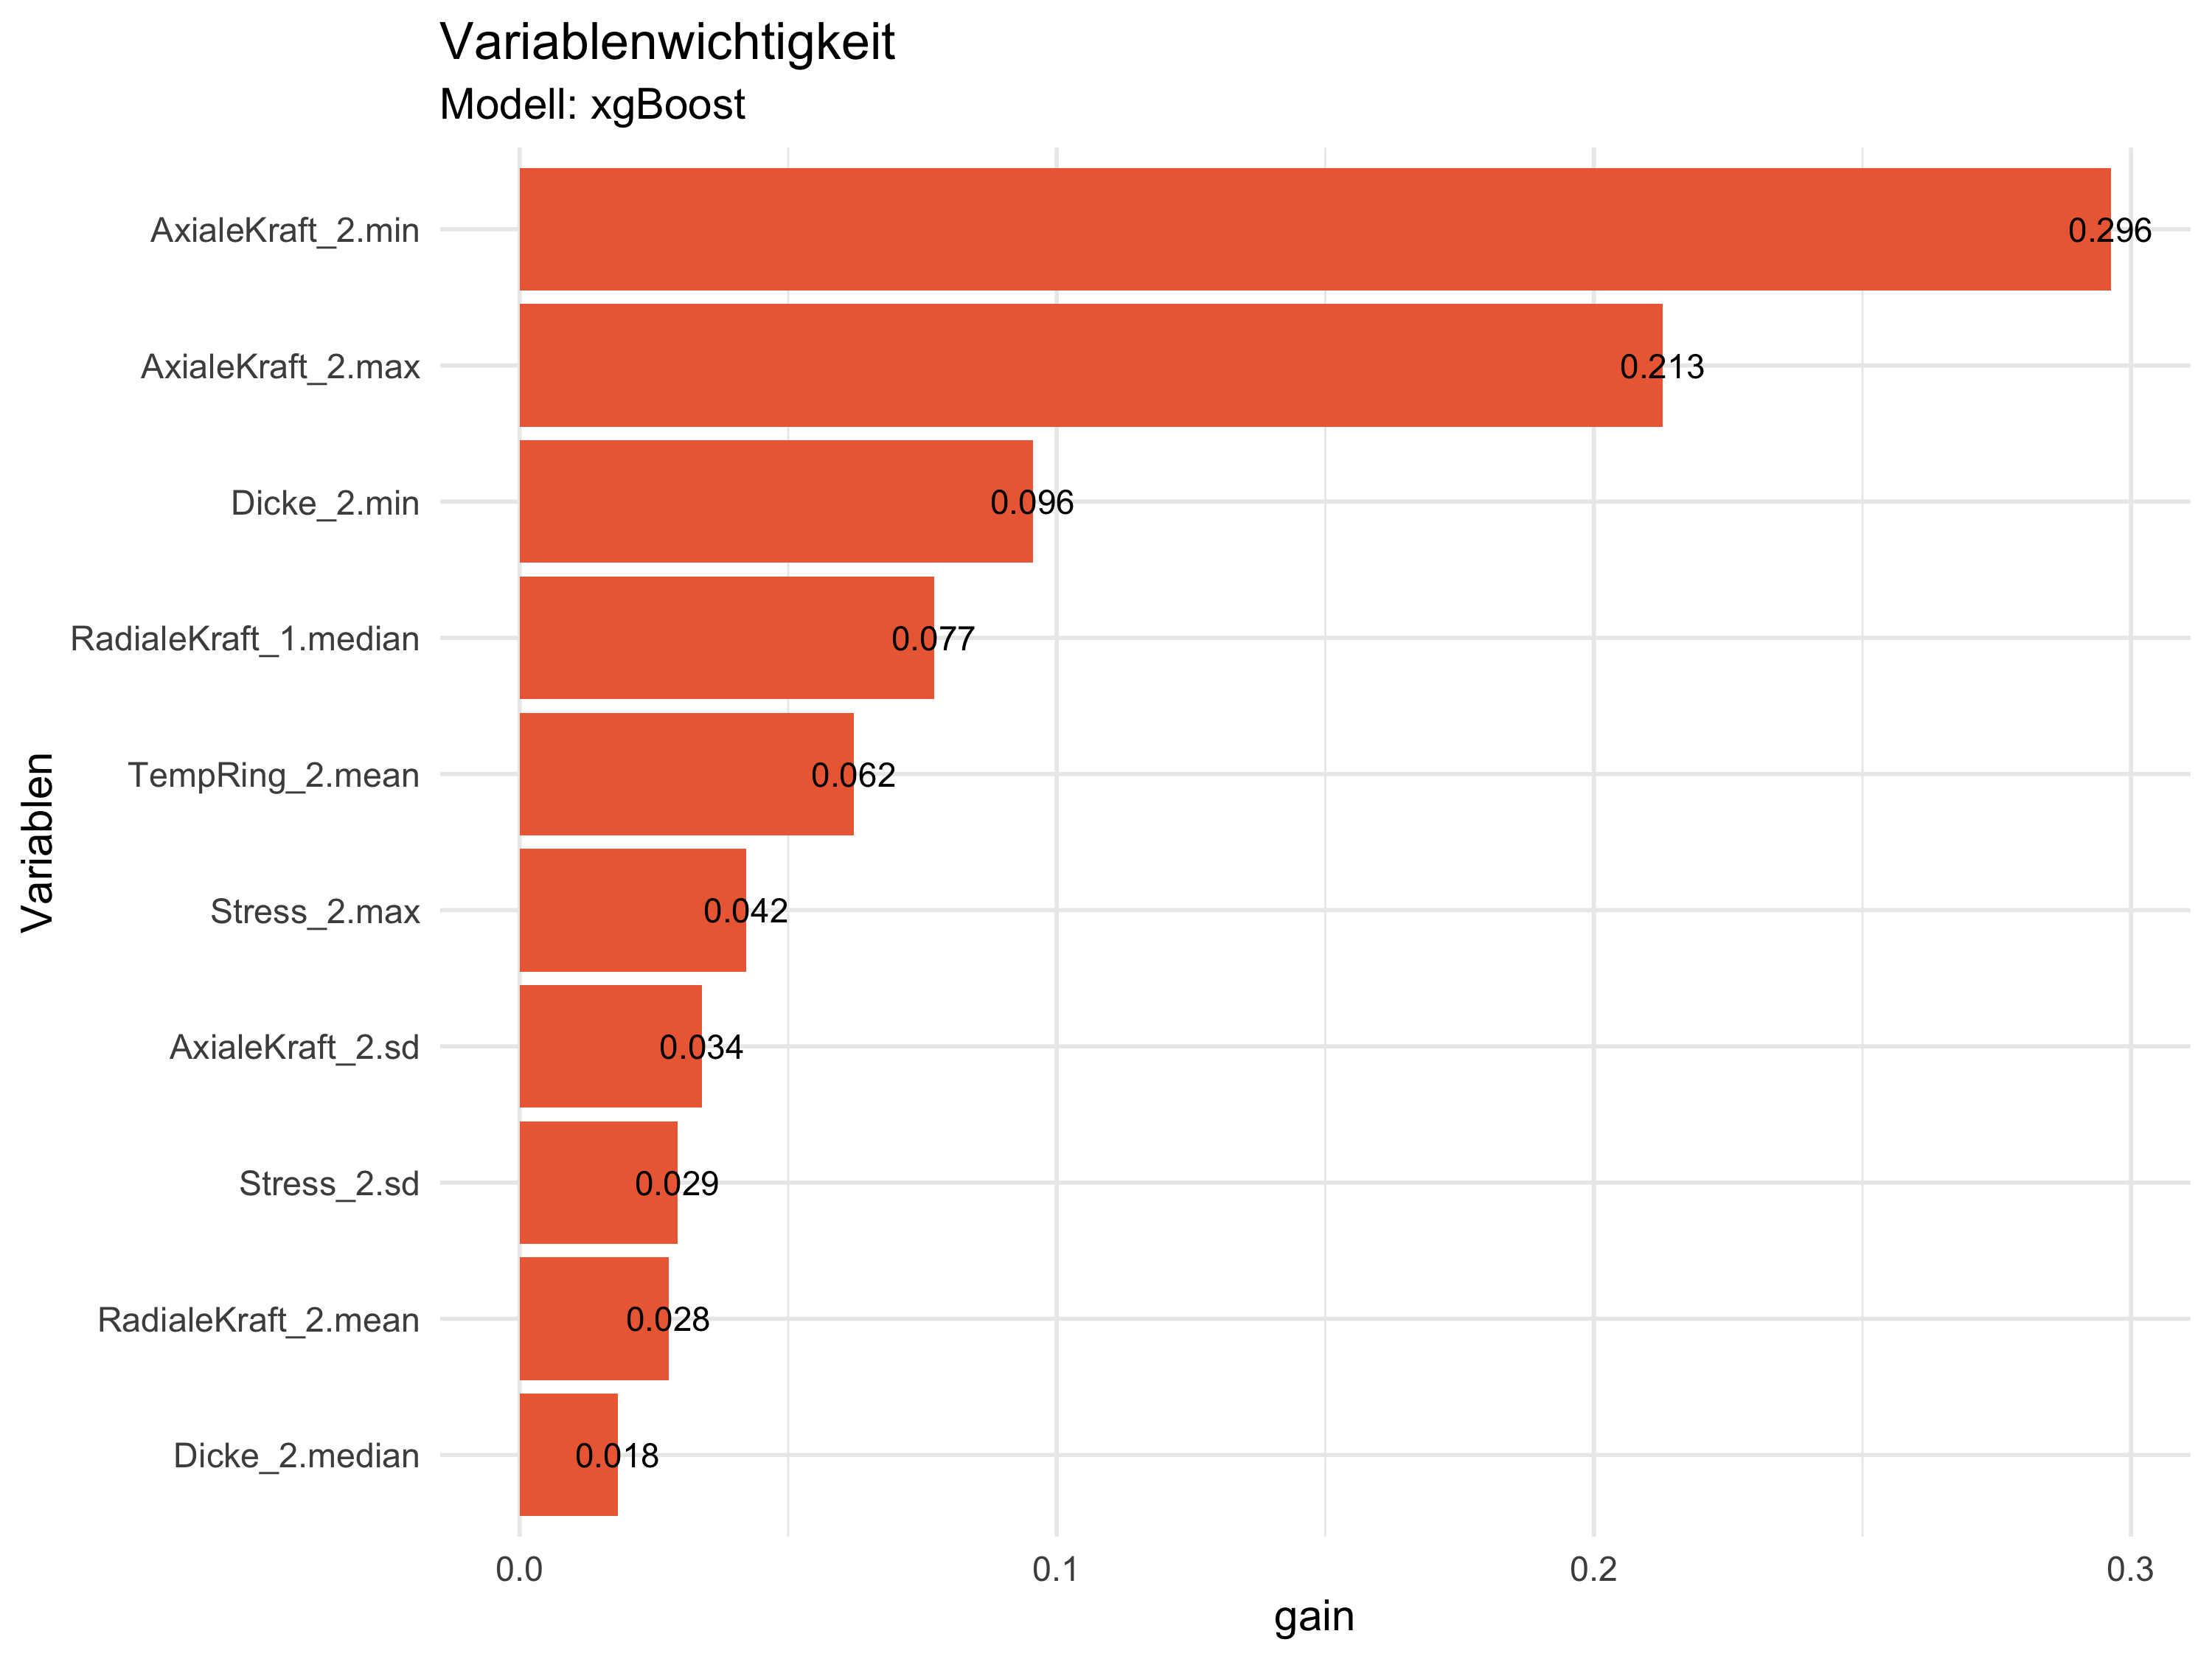 Variablenwichtigkeit
Modell: xgBoost
Variablen
AxialeKraft_2.min 0.296
AxialeKraft_2.max 0.213
Dicke_2.min 0.096
RadialeKraft_1.median 0.077
TempRing_2.mean 0.062
Stress_2.max 0.042
AxialeKraft_2.sd 0.034
Stress_2.sd 0.029
RadialeKraft_2.mean 0.028
Dicke_2.median 0.018
0.0 0.1 0.2 0.3
gain